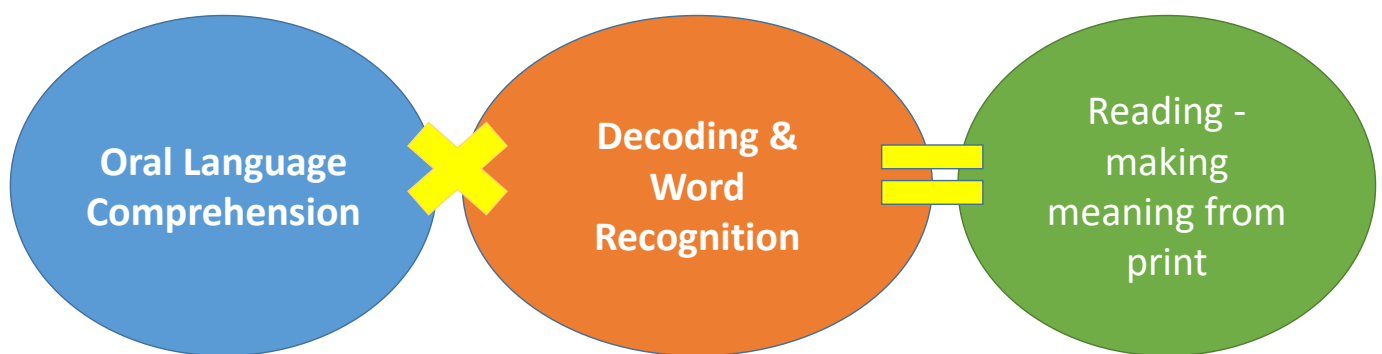 Oral Language
Comprehension
Decoding &
Word
Recognition
Reading -
making
meaning from
print